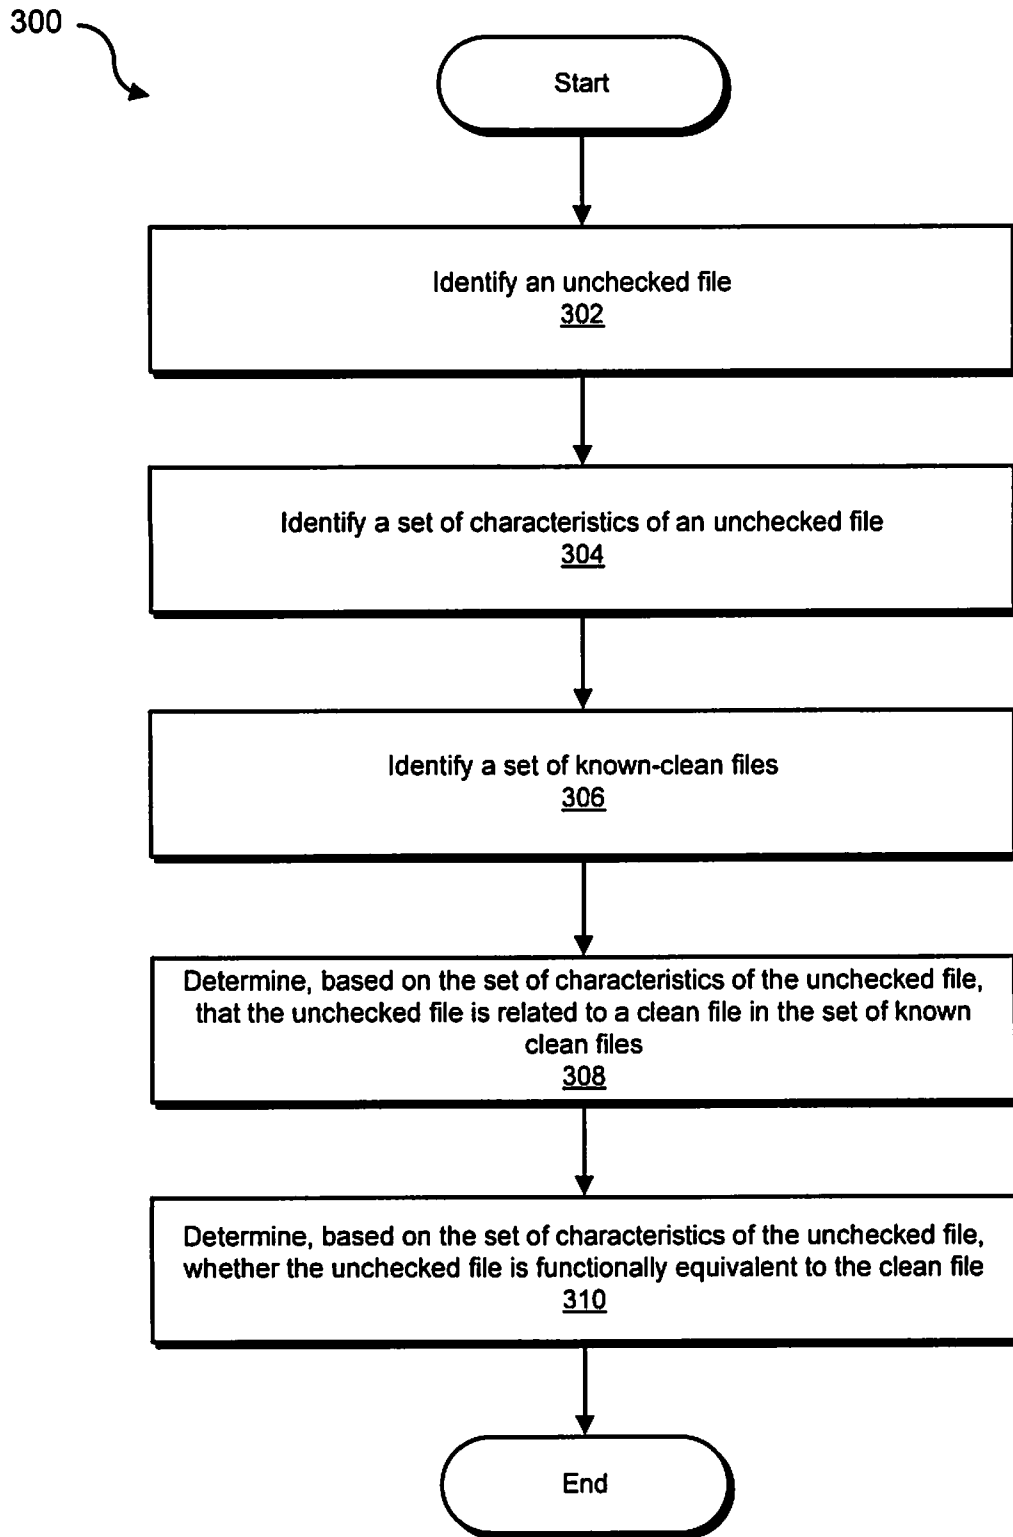 300
Start
Identify an unchecked file
302
Identify a set of characteristics of an unchecked file
304
Identify a set of known-clean files
306
Determine, based on the set of characteristics of the unchecked file,
that the unchecked file is related to a clean file in the set of known
clean files
308
Determine, based on the set of characteristics of the unchecked file,
whether the unchecked file is functionally equivalent to the clean file
310
End